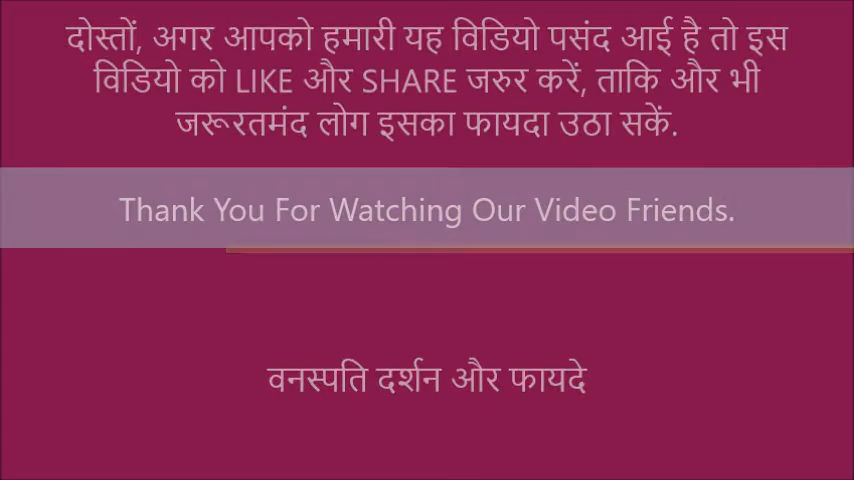 दोस्तों, अगर आपको हमारी यह विडियो पसंद आई है तो इस
विडियो को LIKE और SHARE जरुर करें, ताकि और भी
जरूरतमंद लोग इसका फायदा उठा सकें.
Thank You For Watching Our Video Friends.
वनस्पति दर्शन और फायदे